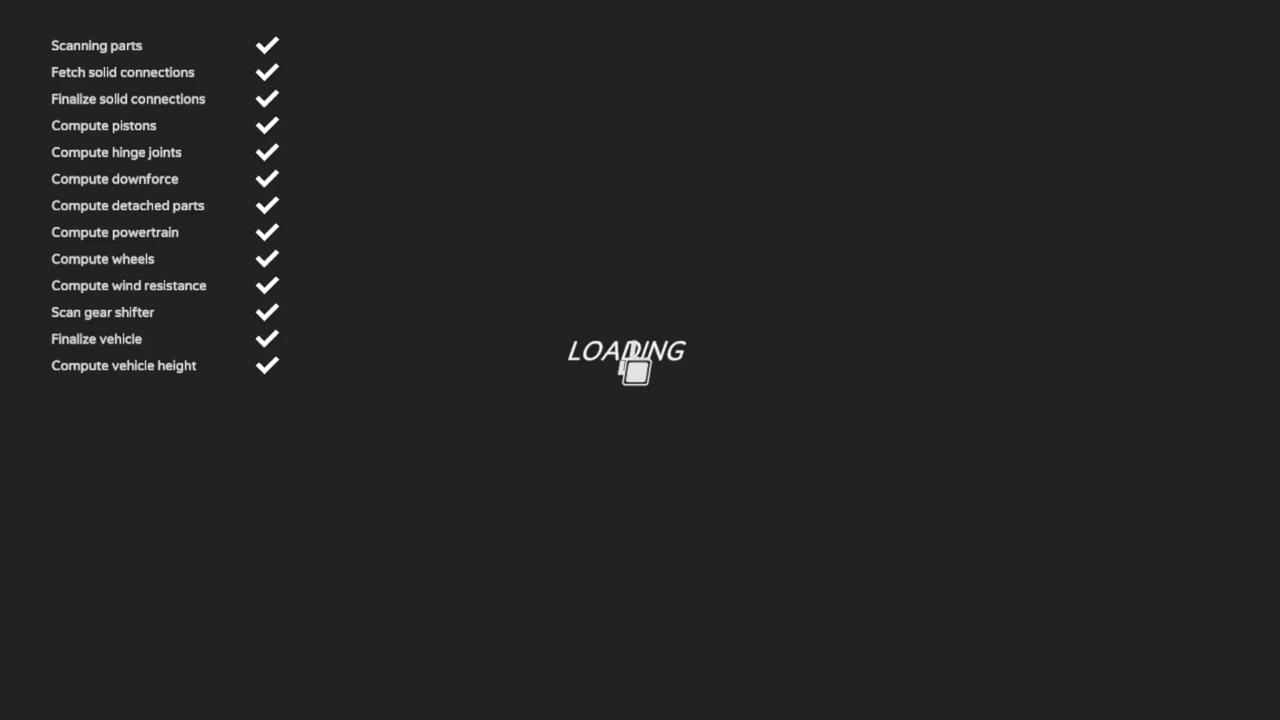 Scanning parts
Fetch solid connections
Finalize solid connections
Compute pistons
Compute hinge joints
Compute downforce
Compute detached parts
Compute powertrain
Compute wheels
Compute wind resistance
Scan gear shifter
Finalize vehicle
Compute vehicle height
LOADING